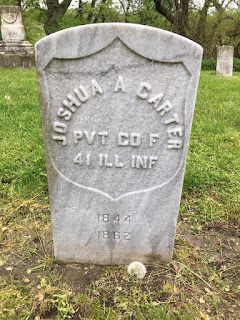 JOSHUA A CARTER
PVT CO F
41 ILL INF
1844
1862